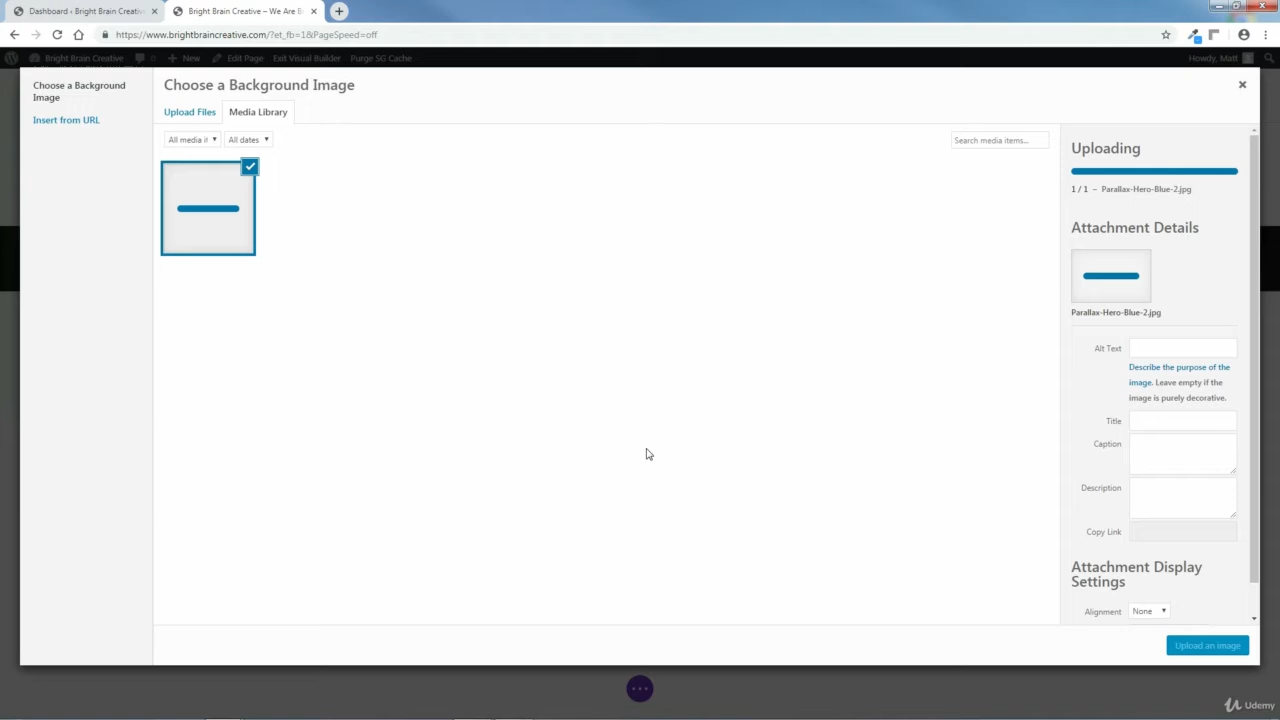 Dashboard ‹ Bright Brain Creativ
Bright Brain Creative – We Are B
https://www.brightbraincreative.com/?et_fb=1&PageSpeed=off
Bright Brain Creative
0
New
Edit Page
Exit Visual Builder
Purge SG Cache
Howdy, Matt
Choose a Background
Image
Insert from URL
Choose a Background Image
Upload Files
Media Library
All media it
All dates
Search media items...
Uploading
1 / 1 – Parallax-Hero-Blue-2.jpg
Attachment Details
Parallax-Hero-Blue-2.jpg
Alt Text
Describe the purpose of the
image. Leave empty if the
image is purely decorative.
Title
Caption
Description
Copy Link
Attachment Display
Settings
Alignment
None
Upload an image
Udemy